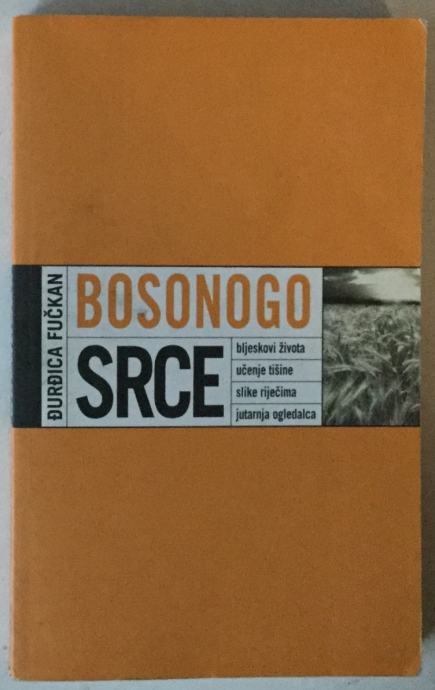 ĐURĐICA FUČKAN
BOSONOGO
SRCE
bljeskovi života
učenje tišine
slike riječima
jutarnja ogledalca